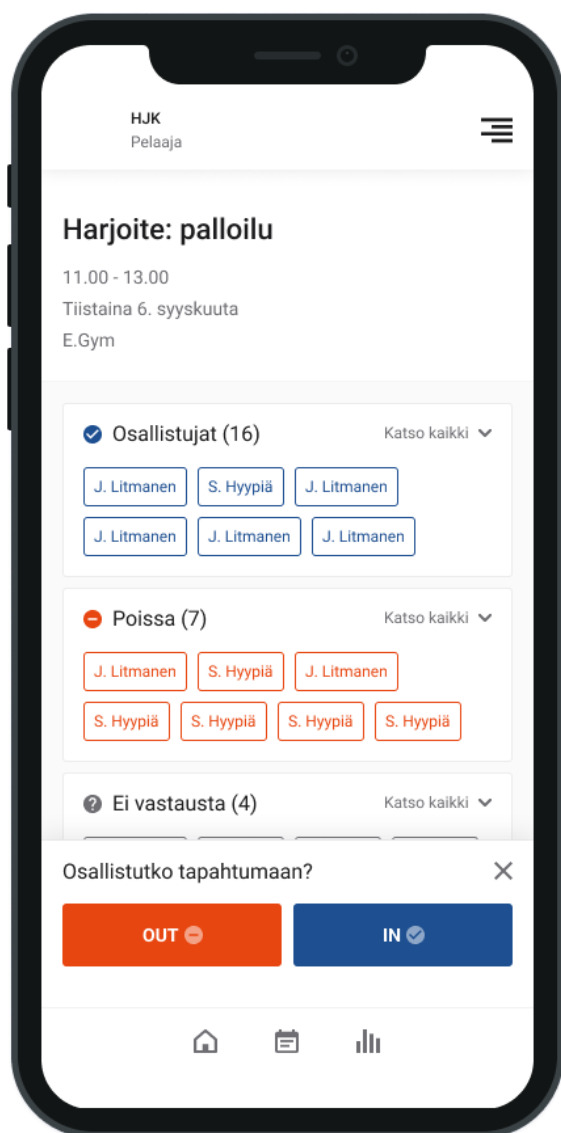 HJK
Pelaaja
Harjoite: palloilu
11.00 - 13.00
Tiistaina 6. syyskuuta
E.Gym
Osallistujat (16)
Katso kaikki
J. Litmanen S. Hyypiä J. Litmanen
J. Litmanen J. Litmanen J. Litmanen
Poissa (7)
Katso kaikki
J. Litmanen S. Hyypiä J. Litmanen
S. Hyypiä S. Hyypiä S. Hyypiä S. Hyypiä
Ei vastausta (4)
Katso kaikki
Osallistutko tapahtumaan?
OUT
IN